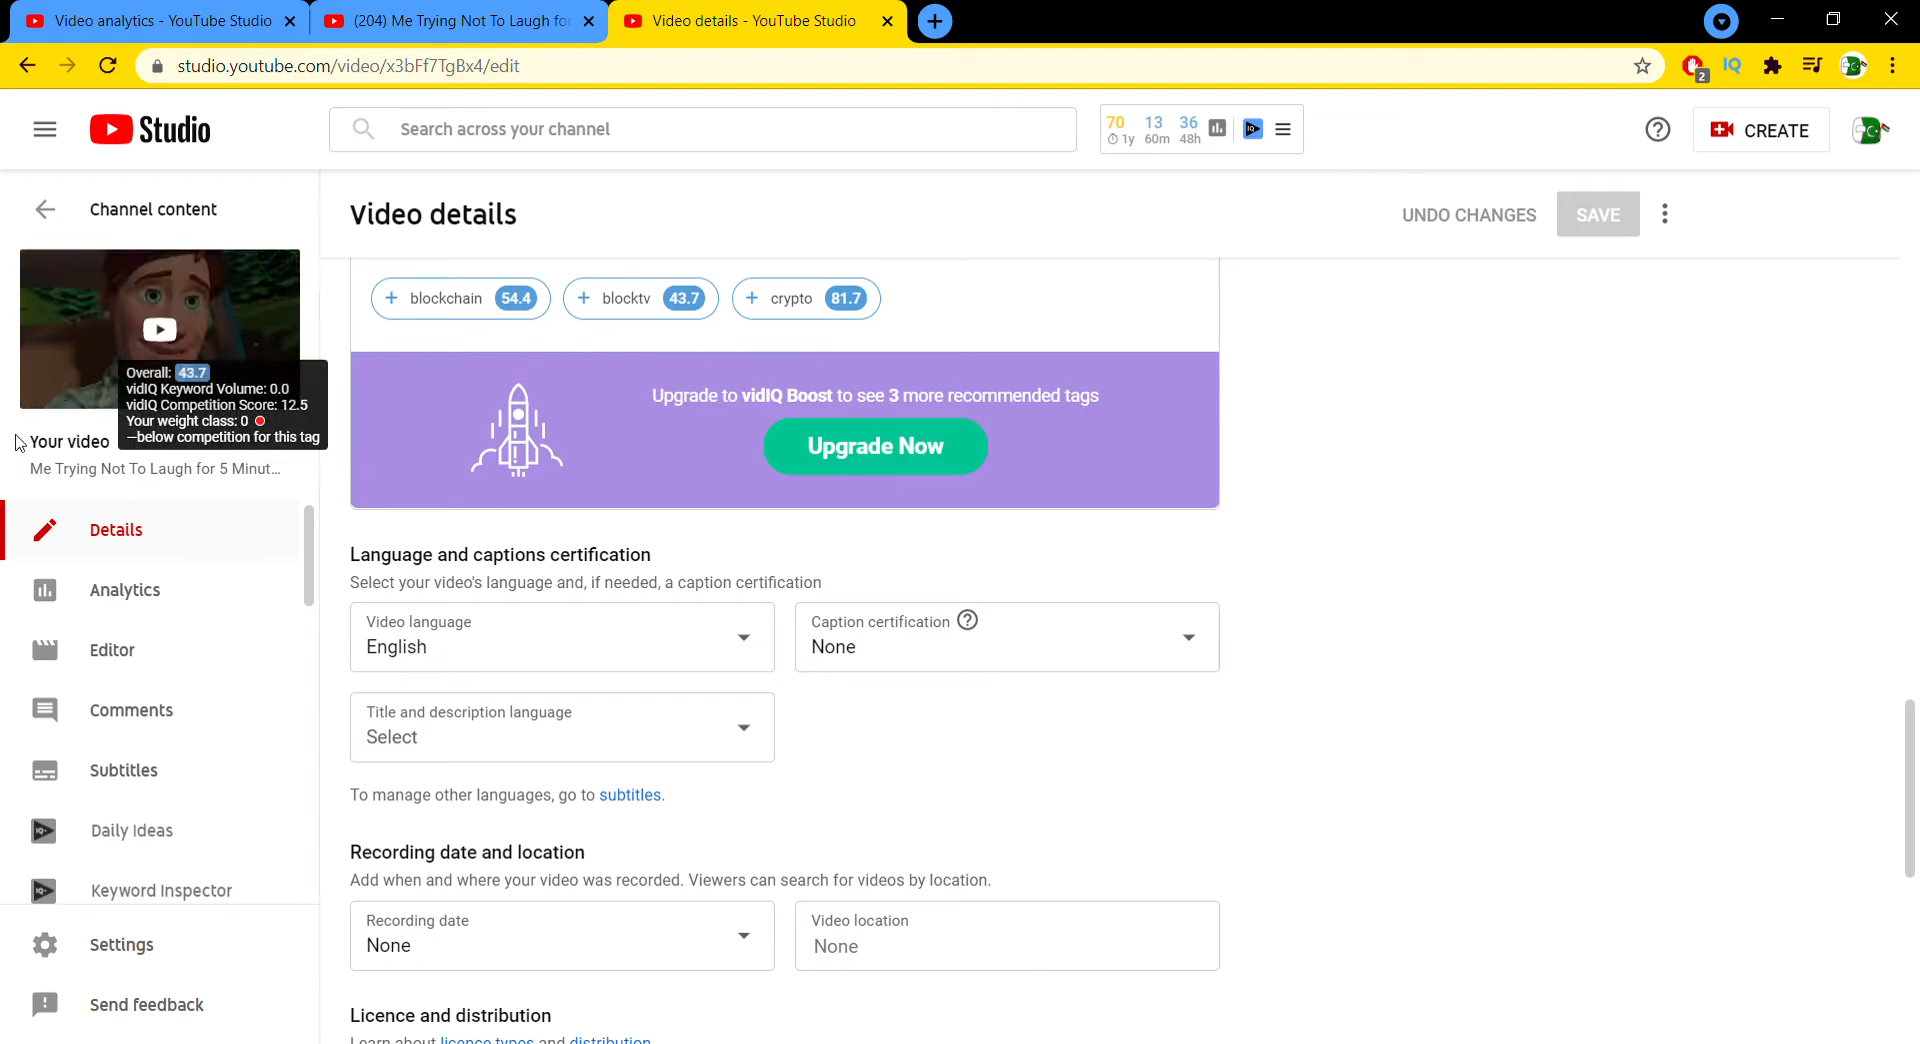 Video analytics - YouTube Studio
(204) Me Trying Not To Laugh for
Video details - YouTube Studio
studio.youtube.com/video/x3bFf7TgBx4/edit
2
IQ
Studio
Search across your channel
70 13 36
1y 60m 48h
CREATE
Channel content
Video details
UNDO CHANGES
SAVE
+ blockchain 54.4
+ blocktv 43.7
+ crypto 81.7
Overall: 43.7
vidIQ Keyword Volume: 0.0
vidIQ Competition Score: 12.5
Your weight class: 0
—below competition for this tag
Your video
Me Trying Not To Laugh for 5 Minut...
Upgrade to vidIQ Boost to see 3 more recommended tags
Upgrade Now
Details
Analytics
Editor
Comments
Subtitles
Daily Ideas
Keyword Inspector
Settings
Send feedback
Language and captions certification
Select your video's language and, if needed, a caption certification
Video language
English
Caption certification
None
Title and description language
Select
To manage other languages, go to subtitles.
Recording date and location
Add when and where your video was recorded. Viewers can search for videos by location.
Recording date
None
Video location
None
Licence and distribution
Learn about licence types and distribution.